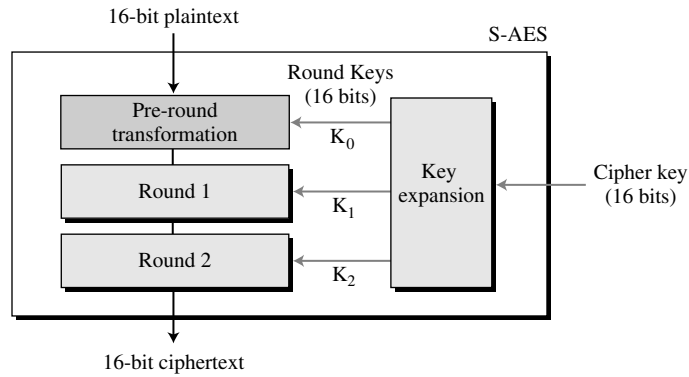 16-bit plaintext
S-AES
Round Keys
(16 bits)
Pre-round
transformation
K0
Key
expansion
Cipher key
(16 bits)
Round 1
K1
Round 2
K2
16-bit ciphertext